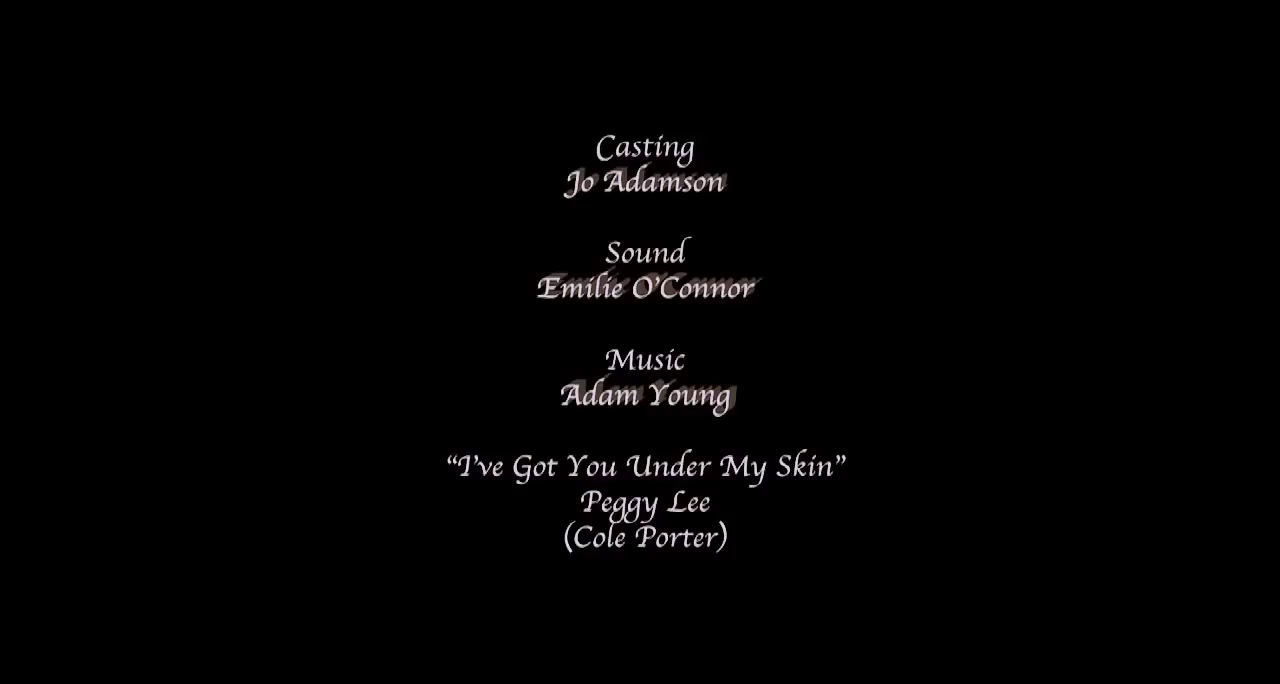 Casting
Jo Adamson
Sound
Emilie O'Connor
Music
Adam Young
"I've Got You Under My Skin"
Peggy Lee
(Cole Porter)